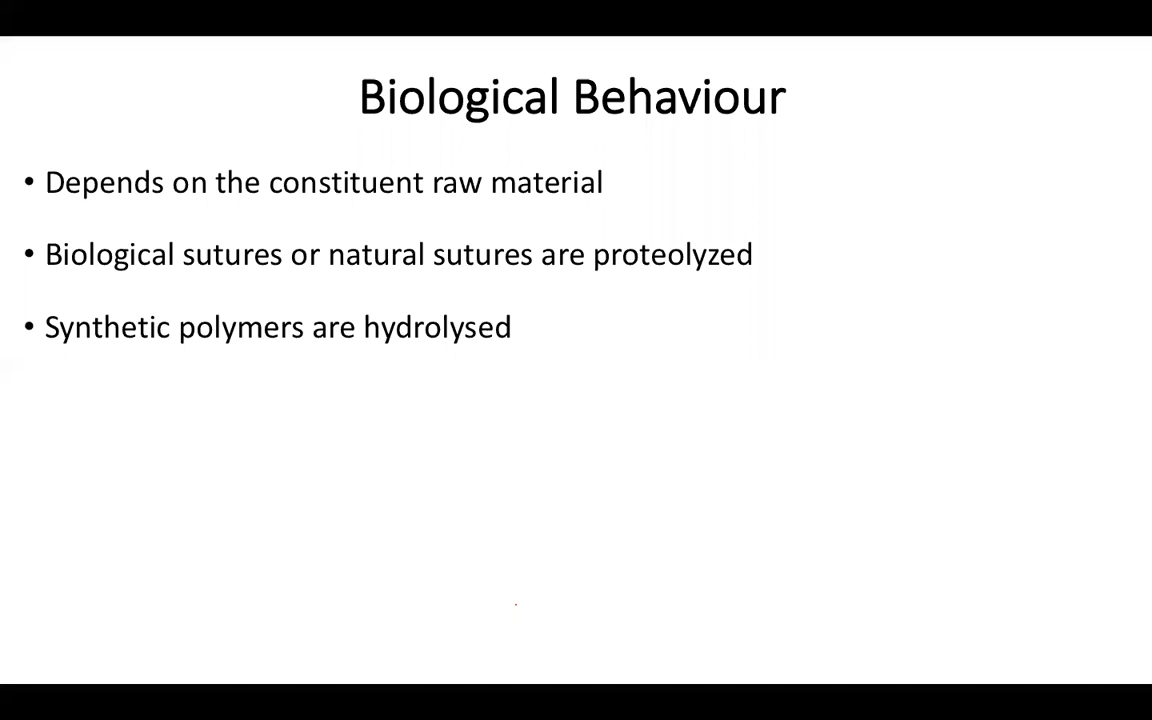 Biological Behaviour
• Depends on the constituent raw material
• Biological sutures or natural sutures are proteolyzed
• Synthetic polymers are hydrolysed